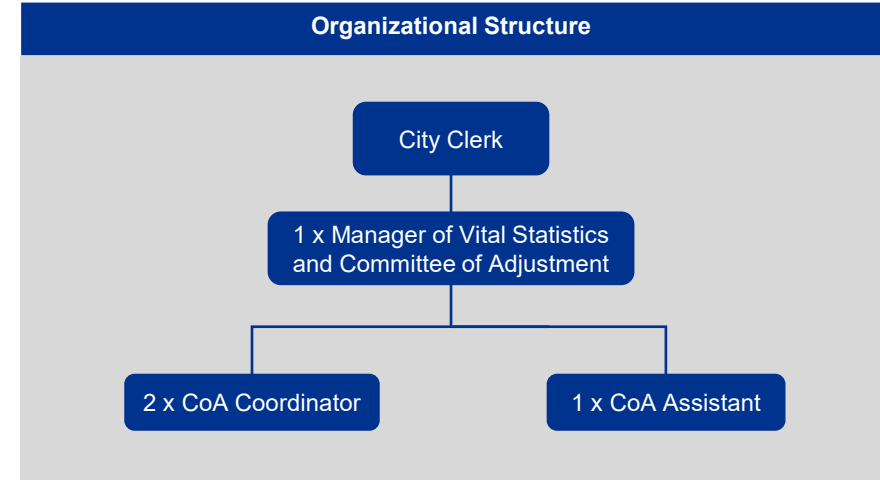 Organizational Structure
City Clerk
1 x Manager of Vital Statistics
and Committee of Adjustment
2 x CoA Coordinator
1 x CoA Assistant